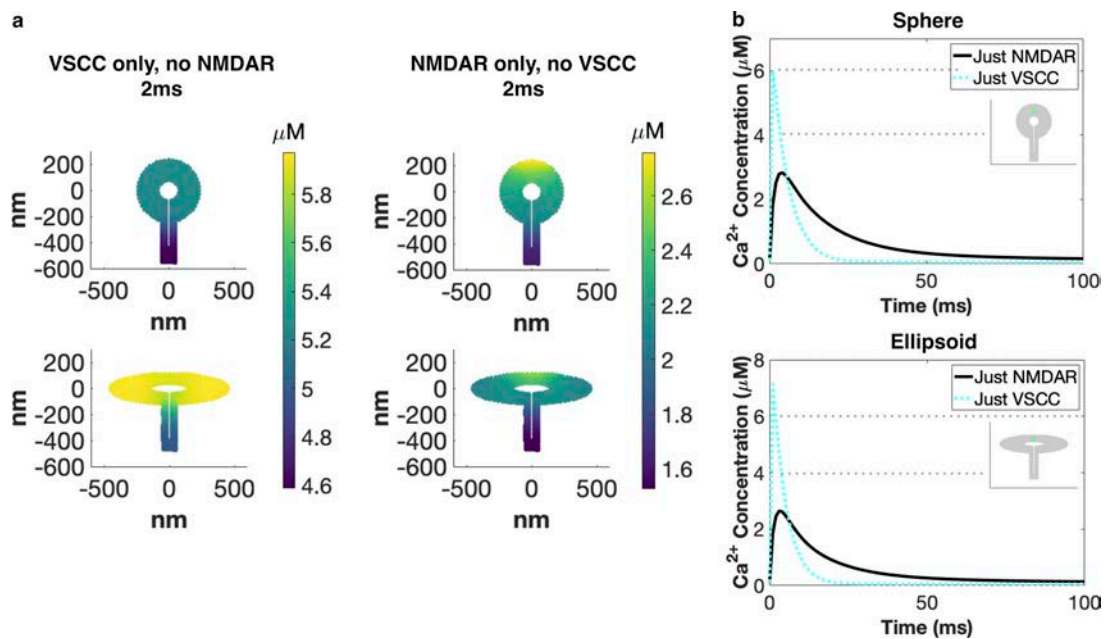 a
VSCC only, no NMDAR
2ms
μM
200
0
-200
-400
-600
nm
-500
0
500
nm
200
0
-200
-400
-600
nm
-500
0
500
nm
5.8
5.6
5.4
5.2
5
4.8
4.6
NMDAR only, no VSCC
2ms
μM
200
0
-200
-400
-600
-500
0
500
nm
200
0
-200
-400
-600
-500
0
500
nm
2.6
2.4
2.2
2
1.8
1.6
b
Sphere
Ca2+ Concentration (μM)
6
4
2
0
Just NMDAR
Just VSCC
0
50
100
Time (ms)
Ellipsoid
Ca2+ Concentration (μM)
8
6
4
2
0
Just NMDAR
Just VSCC
0
50
100
Time (ms)